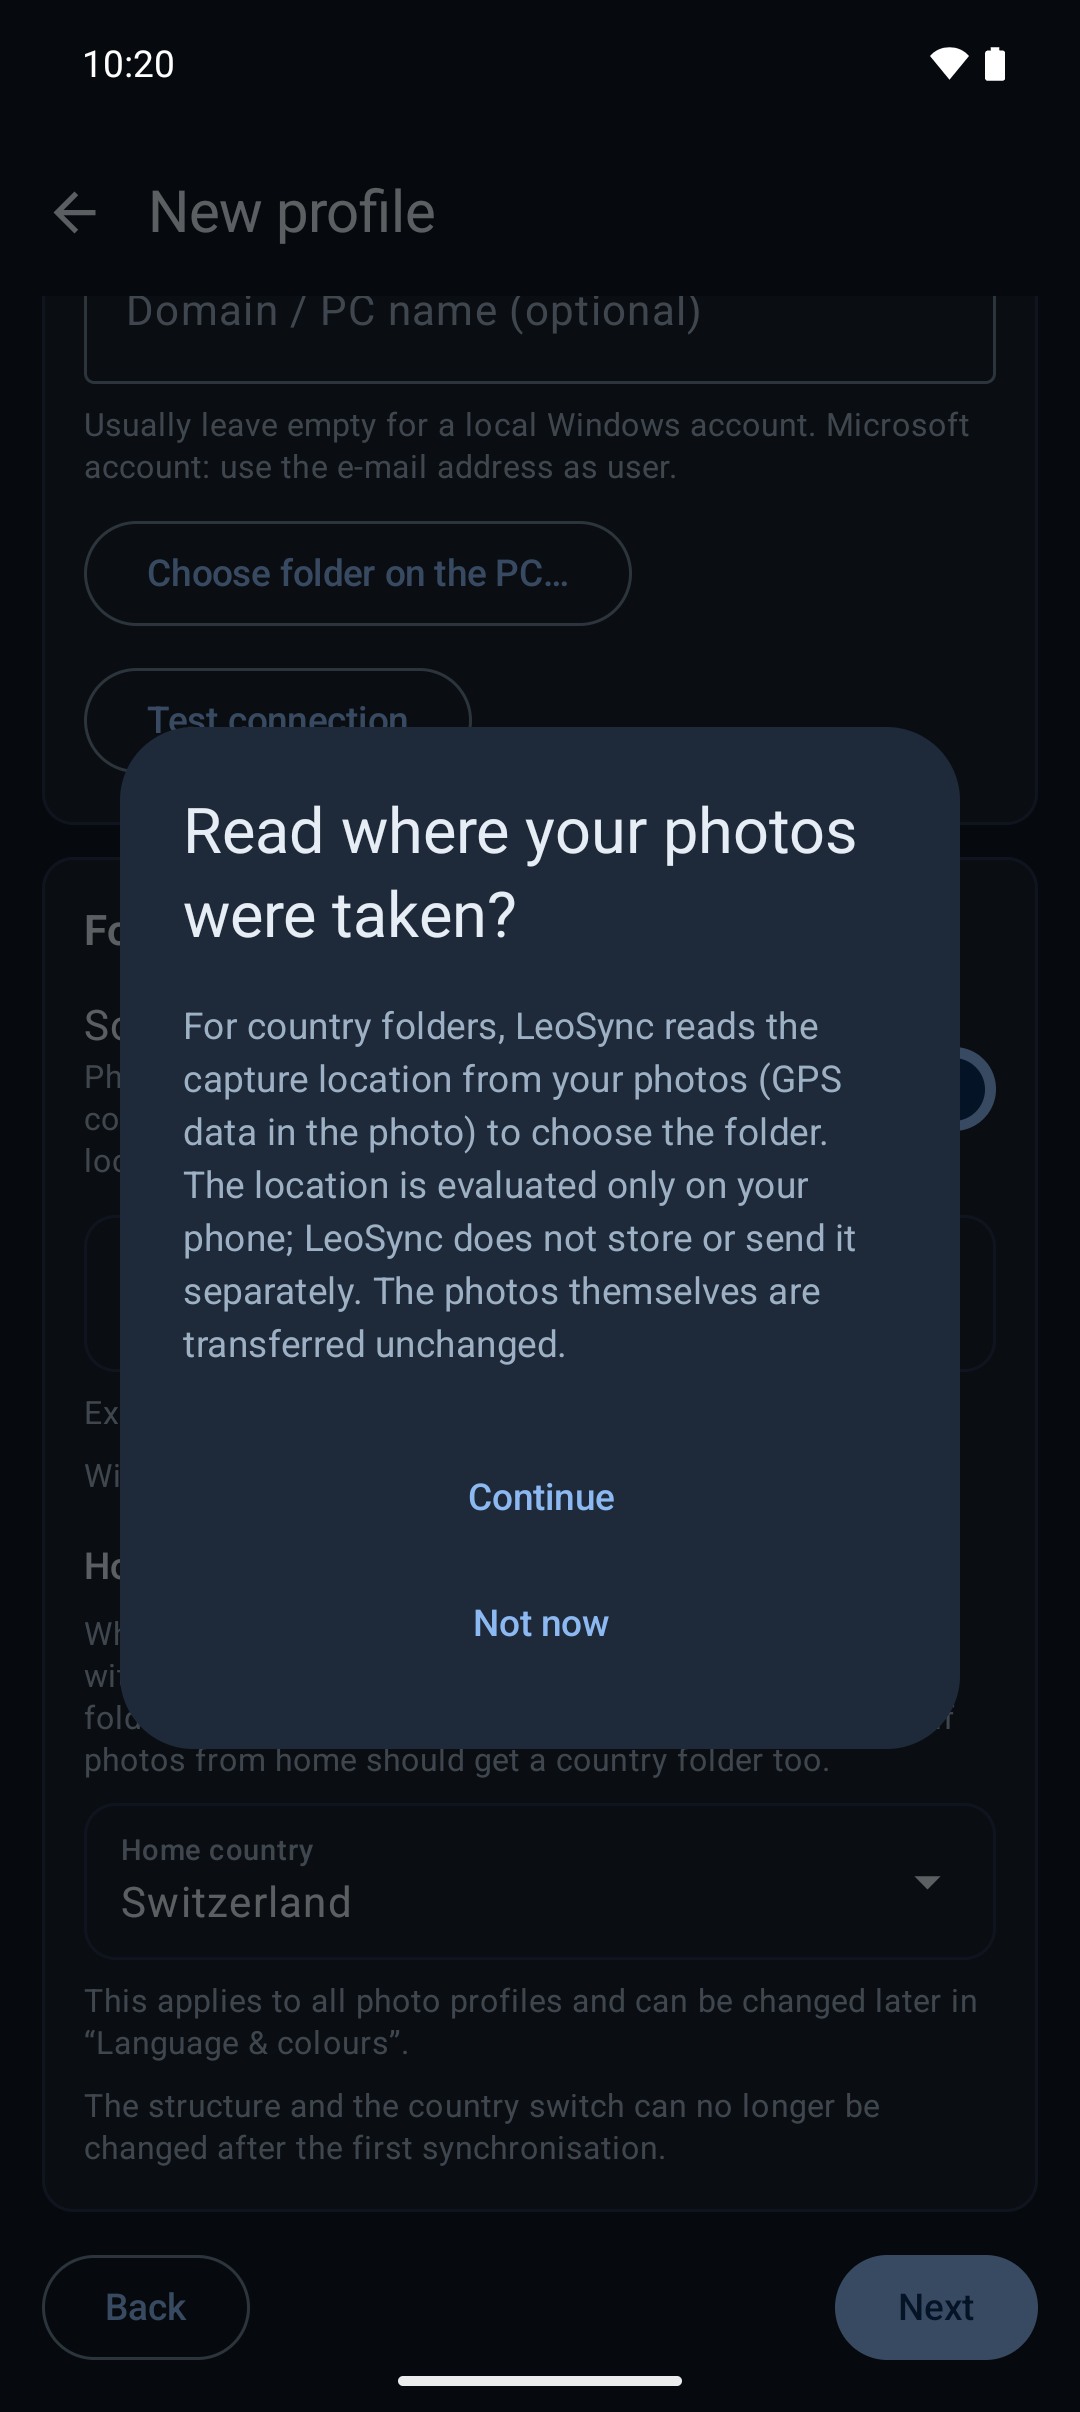 10:20
New profile
Domain / PC name (optional)
Usually leave empty for a local Windows account. Microsoft
account: use the e-mail address as user.
Choose folder on the PC...
Test connection
Read where your photos
were taken?
For country folders, LeoSync reads the
capture location from your photos (GPS
data in the photo) to choose the folder.
The location is evaluated only on your
phone; LeoSync does not store or send it
separately. The photos themselves are
transferred unchanged.
Continue
Not now
photos from home should get a country folder too.
Home country
Switzerland
This applies to all photo profiles and can be changed later in
“Language & colours”.
The structure and the country switch can no longer be
changed after the first synchronisation.
Back
Next